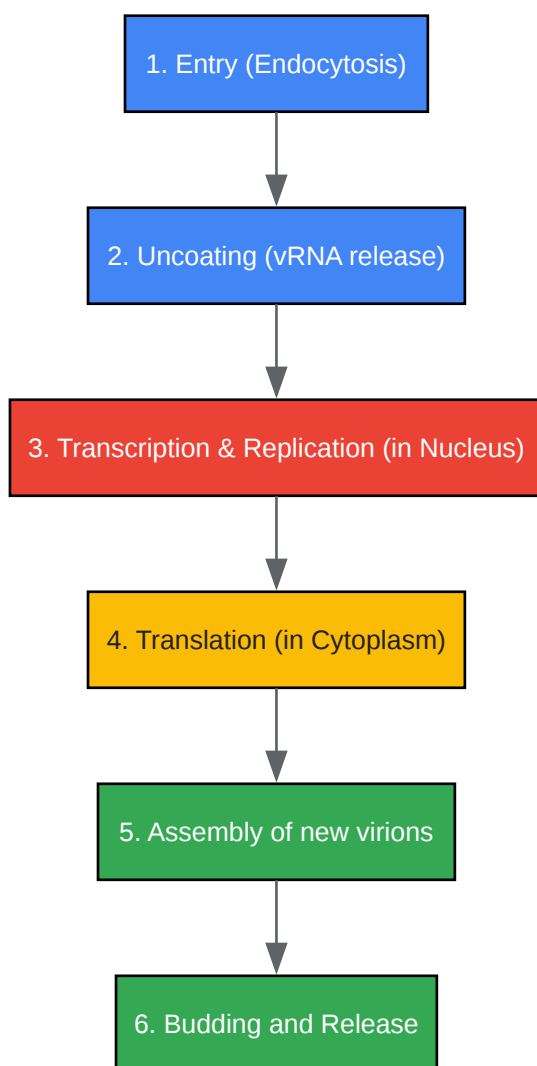 1. Entry (Endocytosis)
2. Uncoating (vRNA release)
3. Transcription & Replication (in Nucleus)
4. Translation (in Cytoplasm)
5. Assembly of new virions
6. Budding and Release